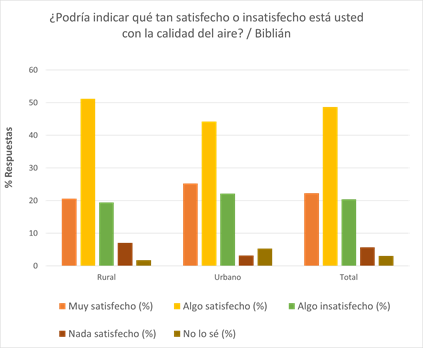 ¿Podría indicar qué tan satisfecho o insatisfecho está usted
con la calidad del aire? / Biblián
60
50
40
30
20
10
0
% Respuestas
Rural Urbano Total
Muy satisfecho (%) Algo satisfecho (%) Algo insatisfecho (%)
Nada satisfecho (%) No lo sé (%)